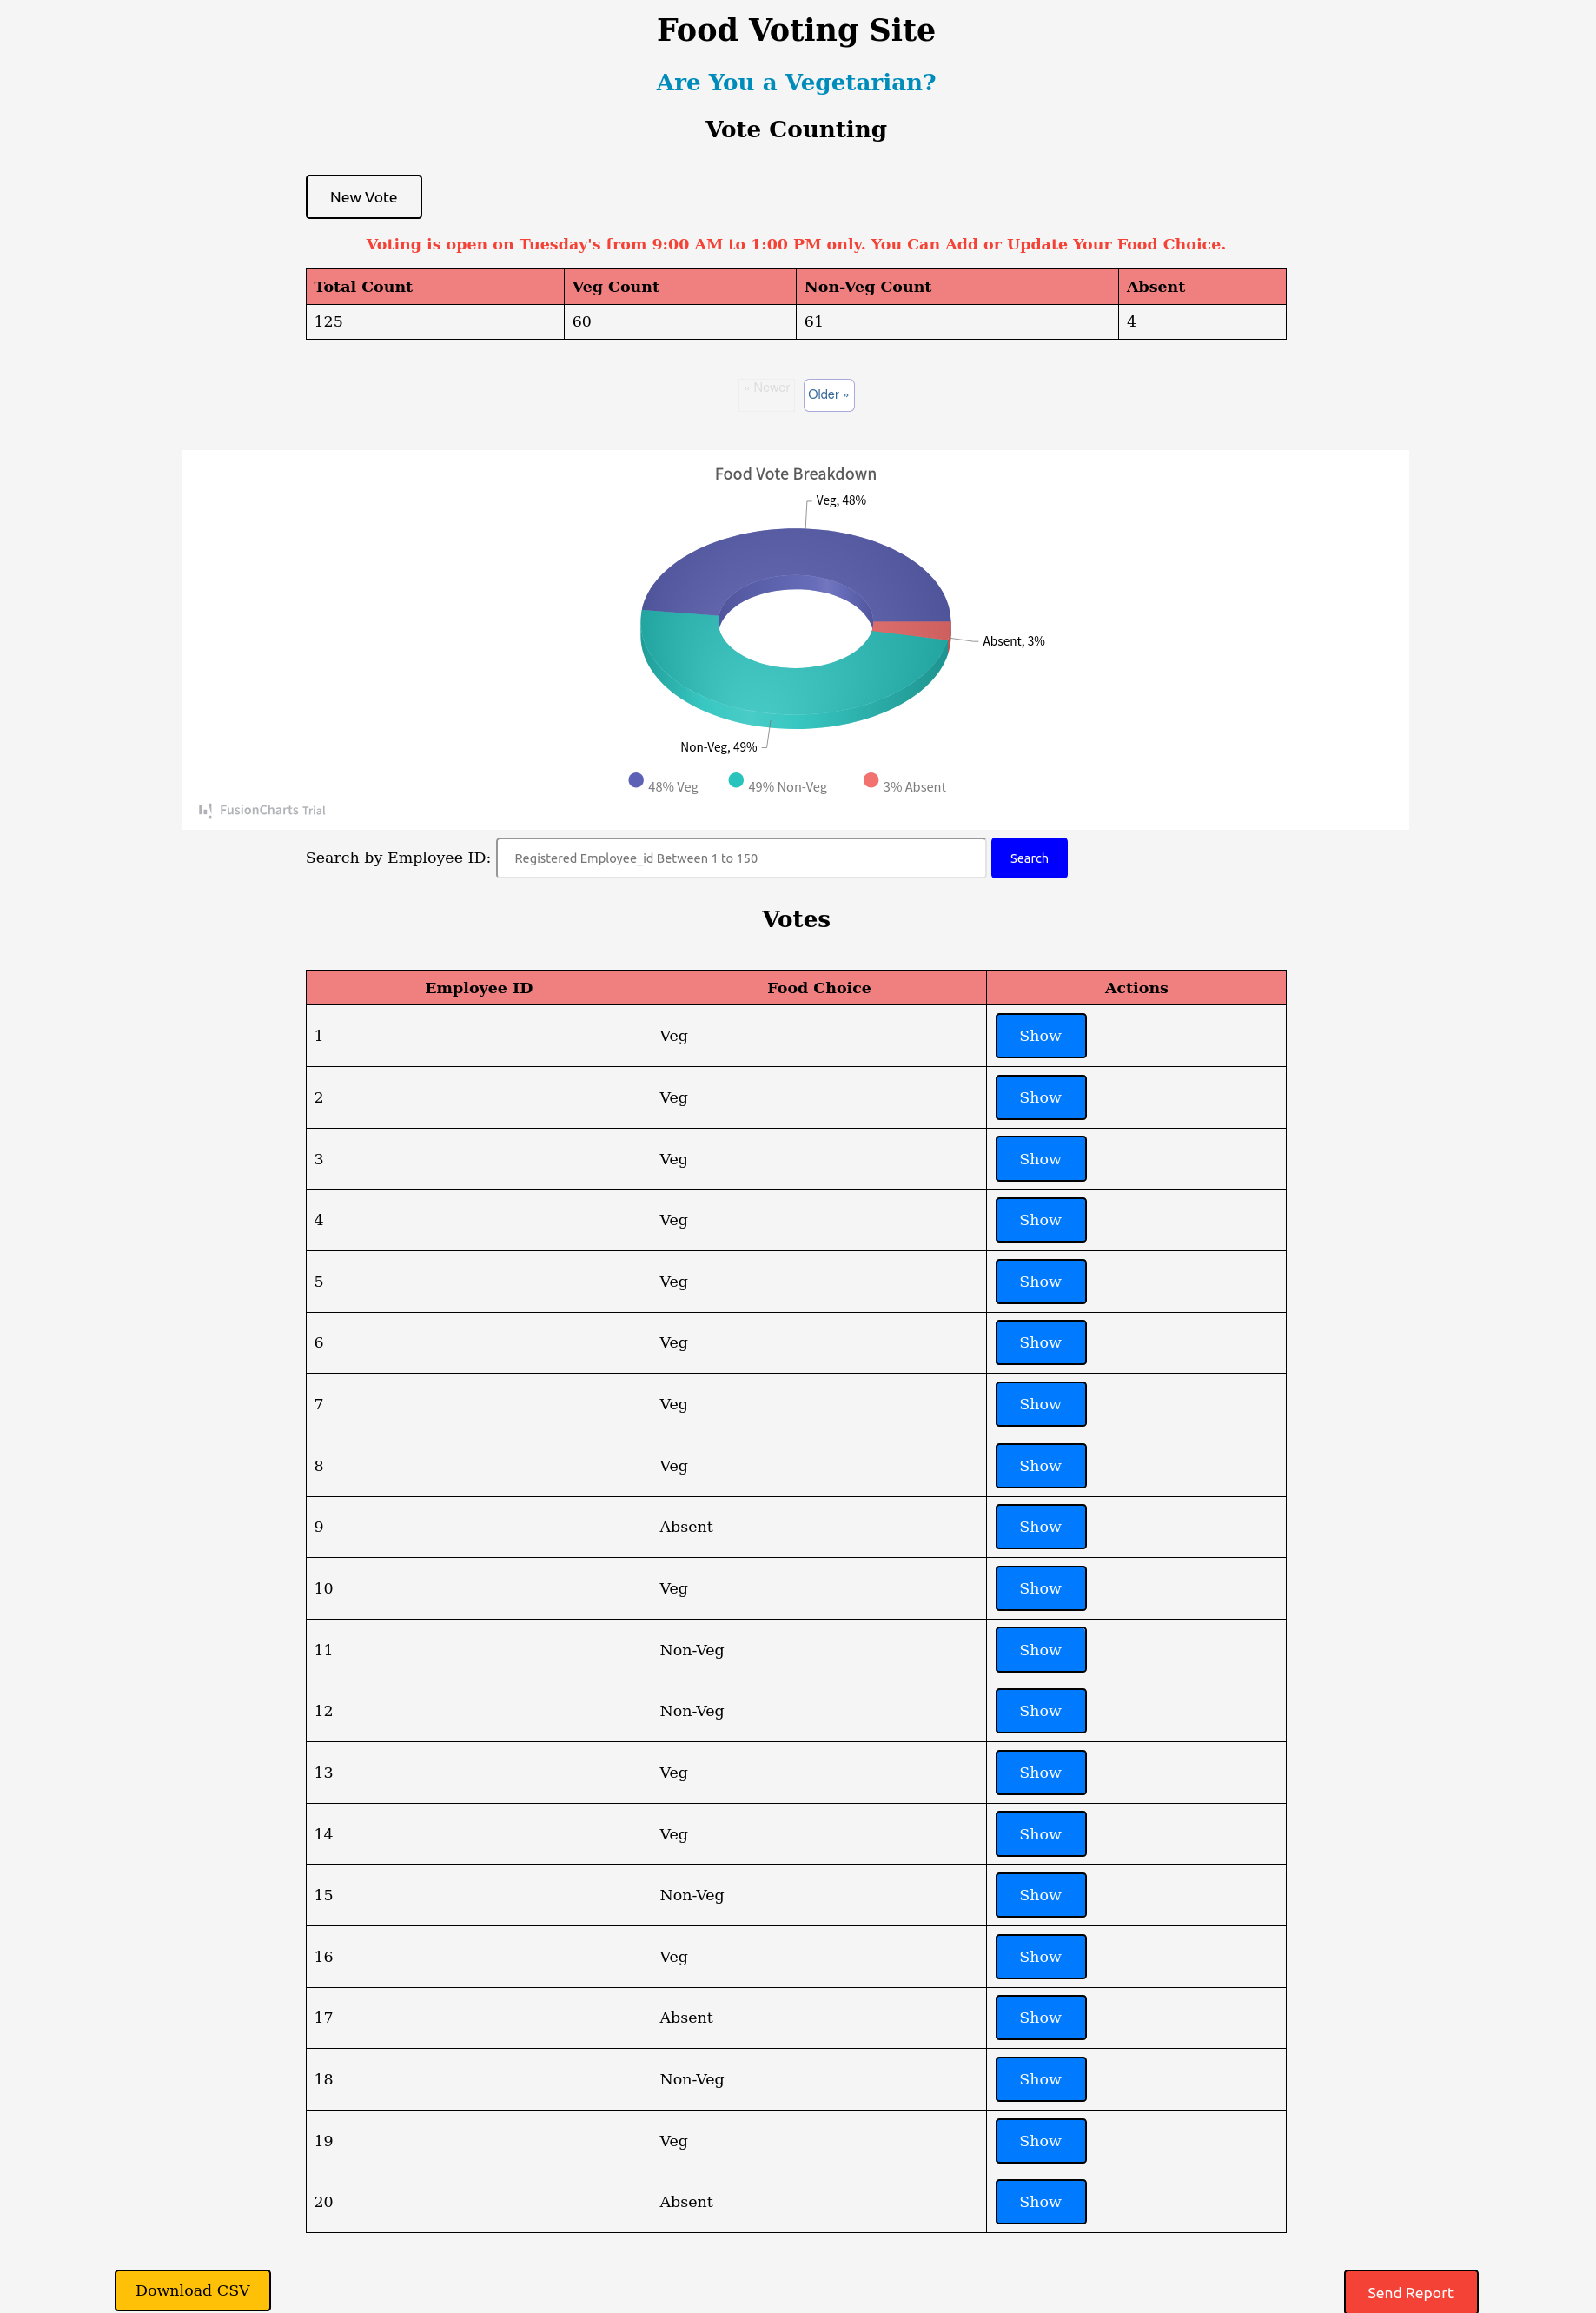 Food Voting Site
Are You a Vegetarian?
Vote Counting
New Vote
Voting is open on Tuesday's from 9:00 AM to 1:00 PM only. You Can Add or Update Your Food Choice.
Total Count Veg Count Non-Veg Count Absent
125 60 61 4
« Newer Older »
Food Vote Breakdown
Veg, 48%
Absent, 3%
Non-Veg, 49%
48% Veg 49% Non-Veg 3% Absent
FusionCharts Trial
Search by Employee ID: Registered Employee_id Between 1 to 150 Search
Votes
Employee ID Food Choice Actions
1 Veg Show
2 Veg Show
3 Veg Show
4 Veg Show
5 Veg Show
6 Veg Show
7 Veg Show
8 Veg Show
9 Absent Show
10 Veg Show
11 Non-Veg Show
12 Non-Veg Show
13 Veg Show
14 Veg Show
15 Non-Veg Show
16 Veg Show
17 Absent Show
18 Non-Veg Show
19 Veg Show
20 Absent Show
Download CSV Send Report